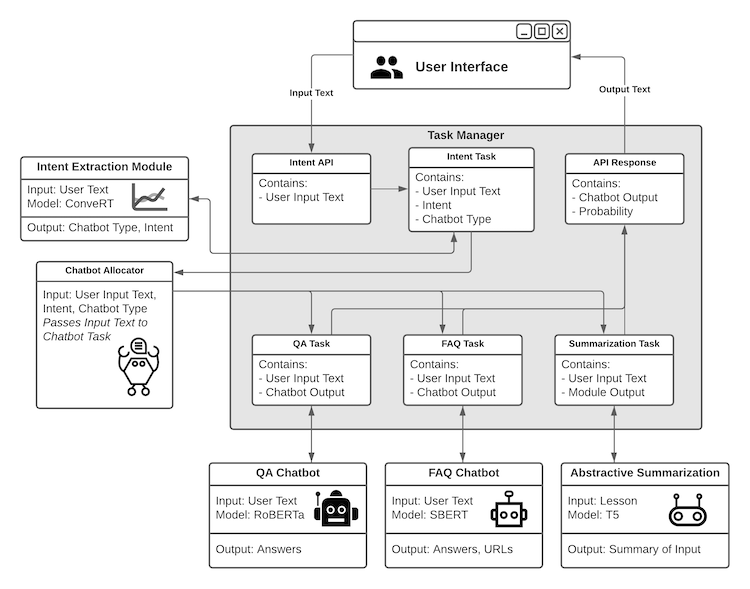 User Interface
Input Text
Output Text
Task Manager
Intent API
Contains:
- User Input Text
Intent Task
Contains:
- User Input Text
- Intent
- Chatbot Type
API Response
Contains:
- Chatbot Output
- Probability
Intent Extraction Module
Input: User Text
Model: ConveRT
Output: Chatbot Type, Intent
Chatbot Allocator
Input: User Input Text,
Intent, Chatbot Type
Passes Input Text to
Chatbot Task
QA Task
Contains:
- User Input Text
- Chatbot Output
FAQ Task
Contains:
- User Input Text
- Chatbot Output
Summarization Task
Contains:
- User Input Text
- Module Output
QA Chatbot
Input: User Text
Model: RoBERTa
Output: Answers
FAQ Chatbot
Input: User Text
Model: SBERT
Output: Answers, URLs
Abstractive Summarization
Input: Lesson
Model: T5
Output: Summary of Input